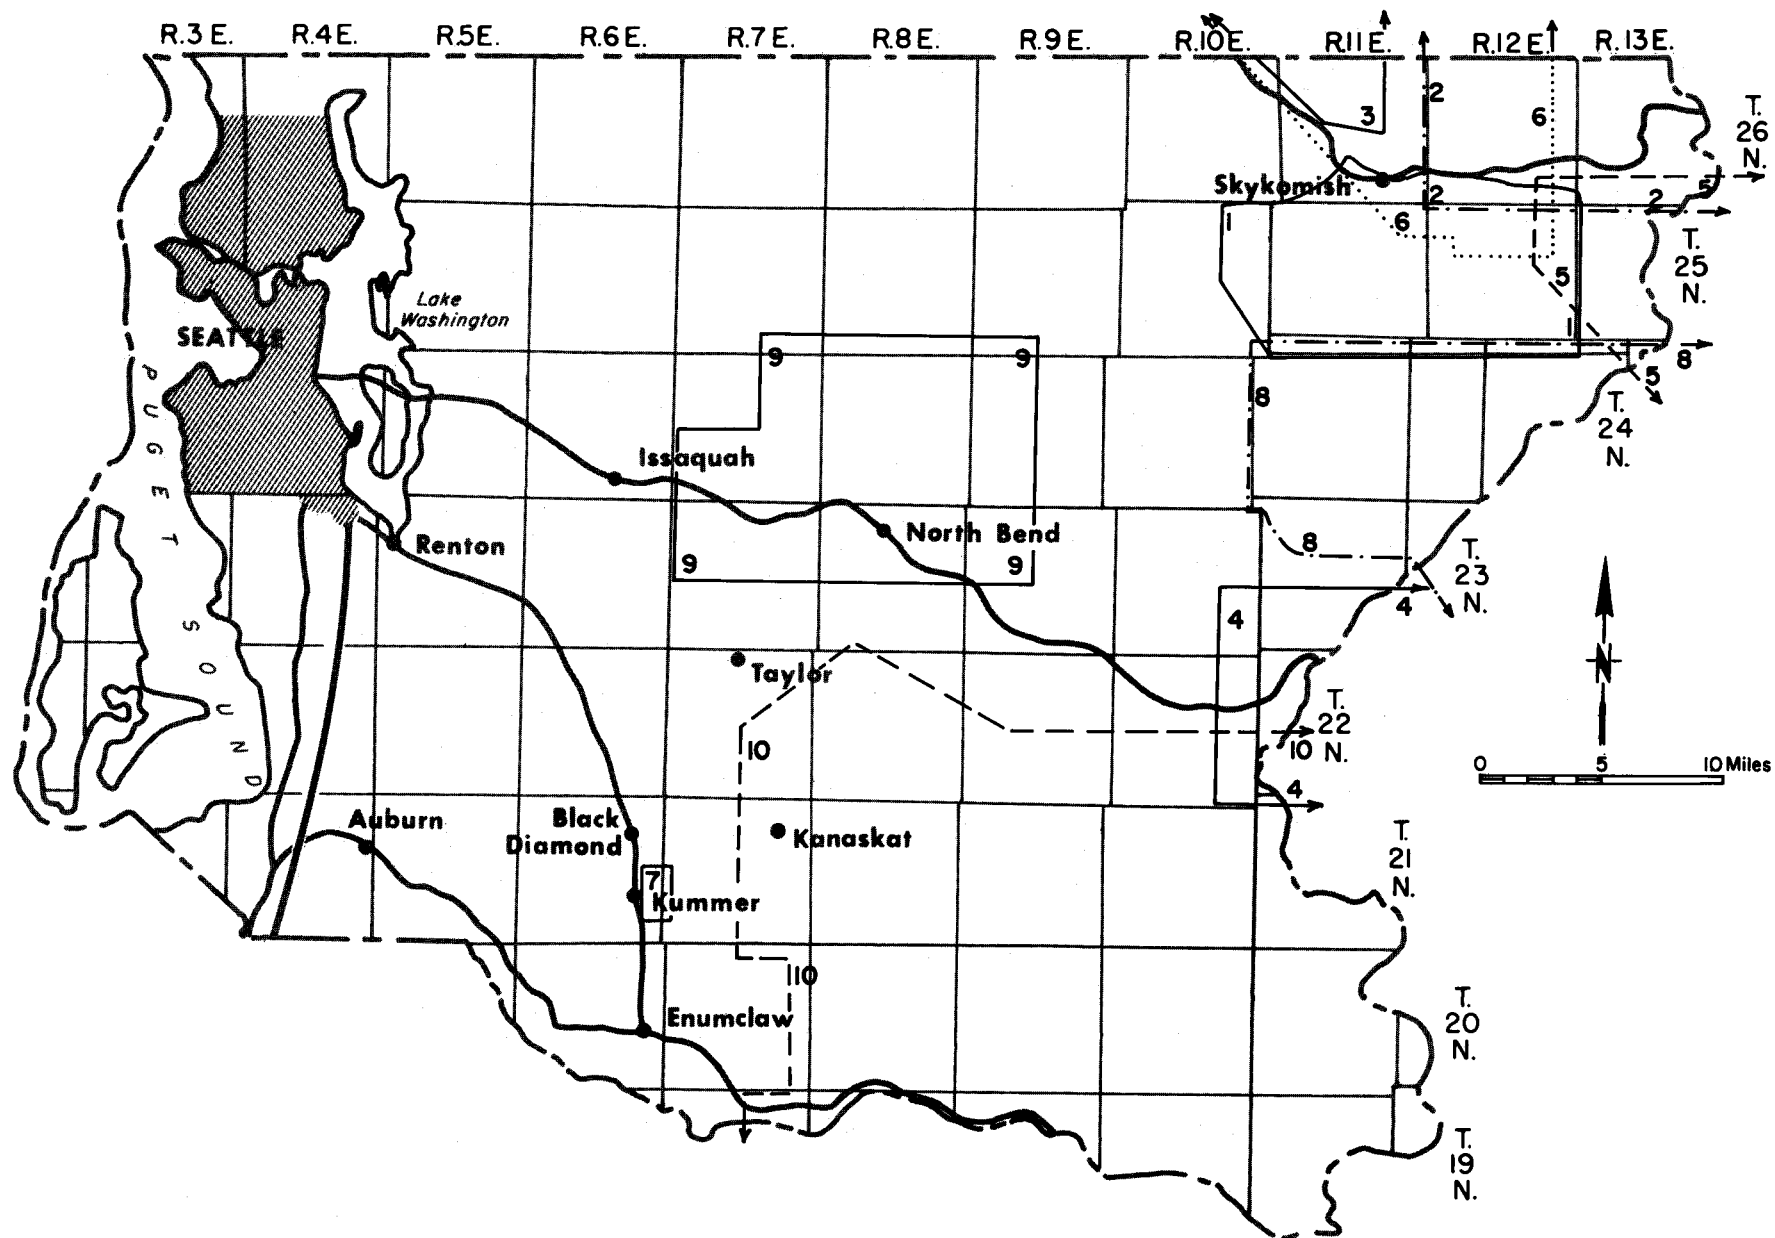 R.3 E. R.4 E. R.5 E. R.6 E. R.7 E. R.8 E. R.9 E. R.10 E. R.11 E. R.12 E. R.13 E.
2
3
6
T.
26
N.
Skykomish
5
2
2
1
6
T.
25
N.
5
Lake
Washington
SEATTLE
1
9
9
8
5
8
T.
24
N.
PUGET SOUND
Issaquah
North Bend
Renton
8
T.
23
N.
9
9
4
4
Taylor
T.
22
N.
10
10
N
0 5 10 Miles
4
Auburn
Black
Diamond
Kanaskat
T.
21
N.
7
Kummer
10
Enumclaw
T.
20
N.
T.
19
N.